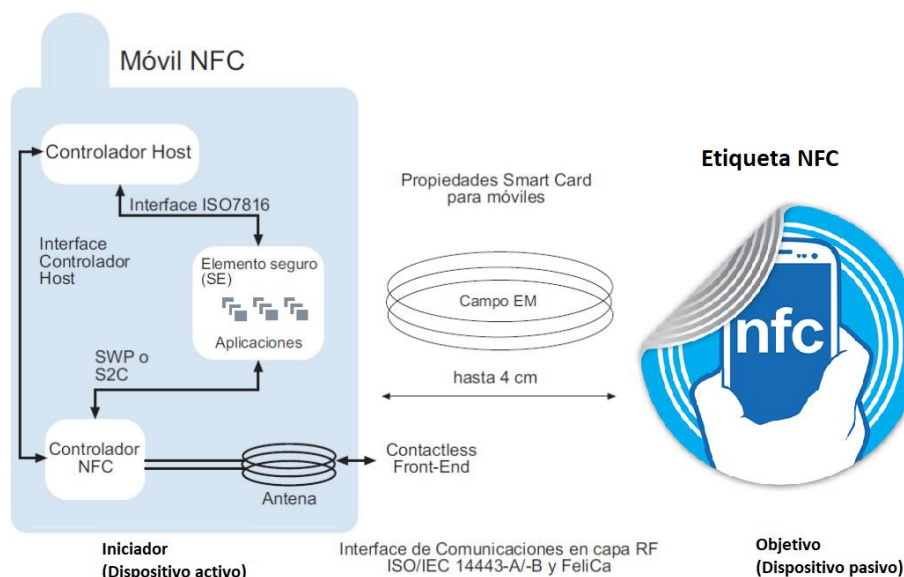 Móvil NFC
Controlador Host
Interface ISO7816
Interface
Controlador
Host
Elemento seguro
(SE)
Aplicaciones
SWP o
S2C
Controlador
NFC
Antena
Contactless
Front-End
Propiedades Smart Card
para móviles
Campo EM
hasta 4 cm
Etiqueta NFC
nfc
Iniciador
(Dispositivo activo)
Interface de Comunicaciones en capa RF
ISO/IEC 14443-A/-B y FeliCa
Objetivo
(Dispositivo pasivo)